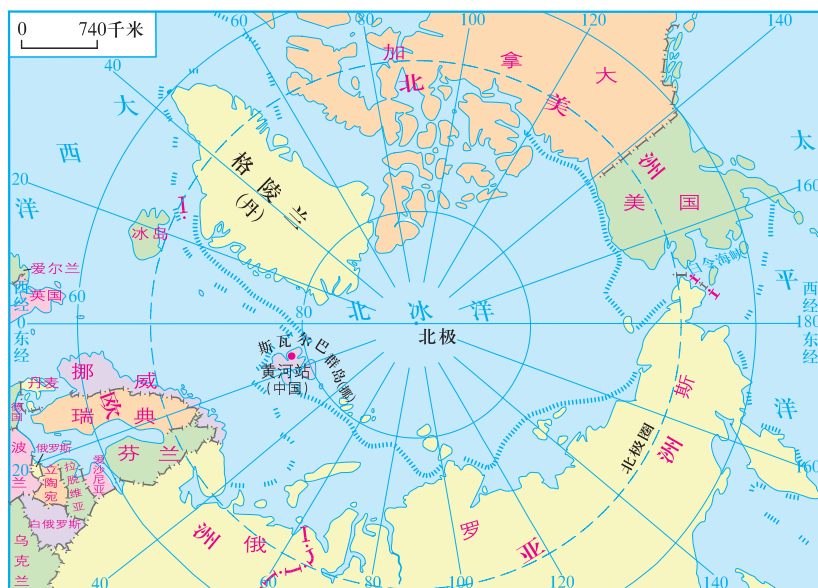 0 740千米
60
80
100
120
140
40
加拿大
北美洲
大西洋
太平洋
格陵兰
(丹)
20
160
美国
冰岛
爱尔兰
英国
白令海峡
西经
60
0
东经
80
北冰洋
北极
西经
180
东经
斯瓦尔巴群岛(挪)
黄河站
(中国)
挪威
丹麦
德国
瑞典
欧洲
芬兰
波兰
俄罗斯
立陶宛
拉脱维亚
爱沙尼亚
20
白俄罗斯
乌克兰
俄罗斯
亚洲
北极圈
160
40
60
80
100
120
140